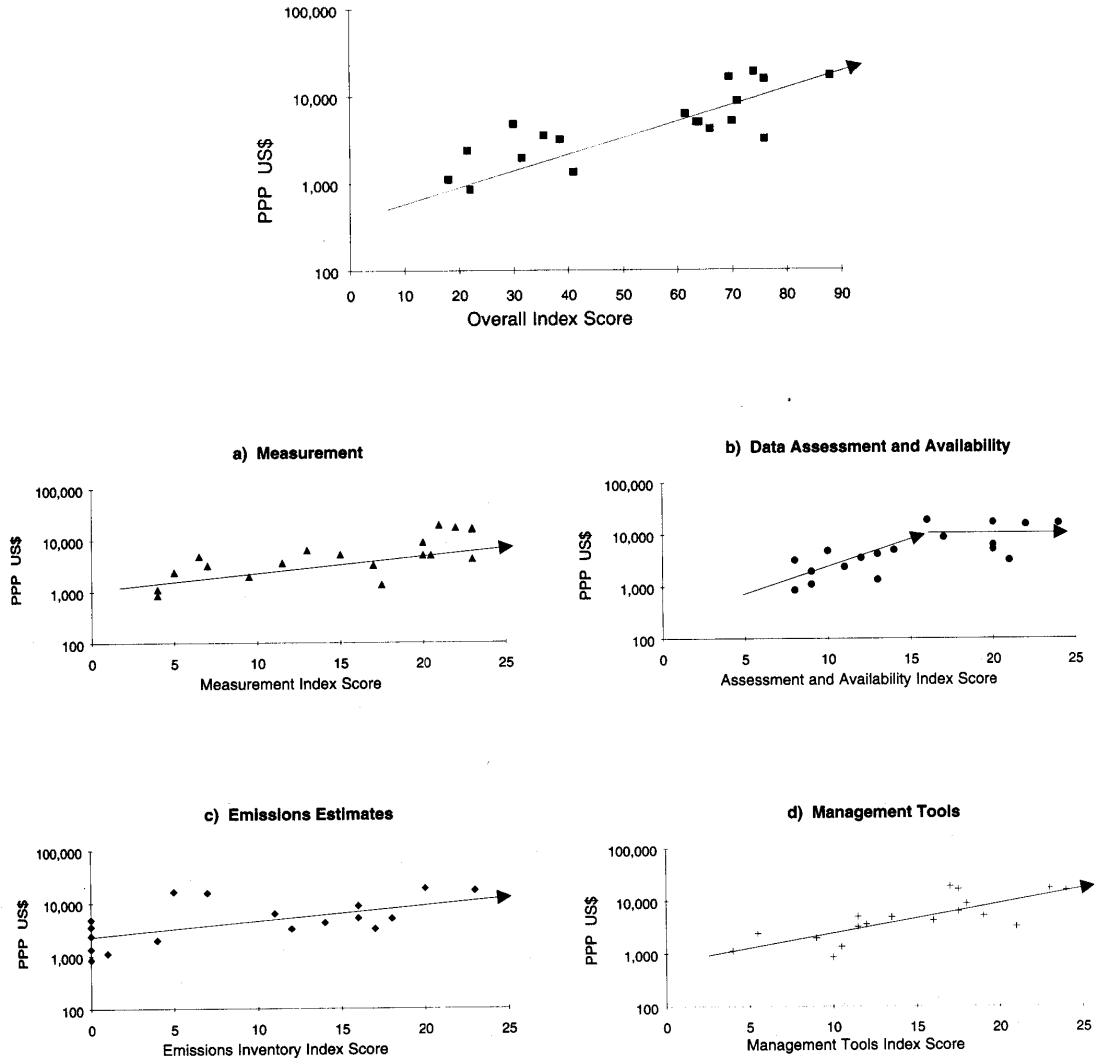 100,000
10,000
1,000
100
PPP US$
0 10 20 30 40 50 60 70 80 90
Overall Index Score
a) Measurement
100,000
10,000
1,000
100
PPP US$
0 5 10 15 20 25
Measurement Index Score
b) Data Assessment and Availability
100,000
10,000
1,000
100
PPP US$
0 5 10 15 20 25
Assessment and Availability Index Score
c) Emissions Estimates
100,000
10,000
1,000
100
PPP US$
0 5 10 15 20 25
Emissions Inventory Index Score
d) Management Tools
100,000
10,000
1,000
100
PPP US$
0 5 10 15 20 25
Management Tools Index Score